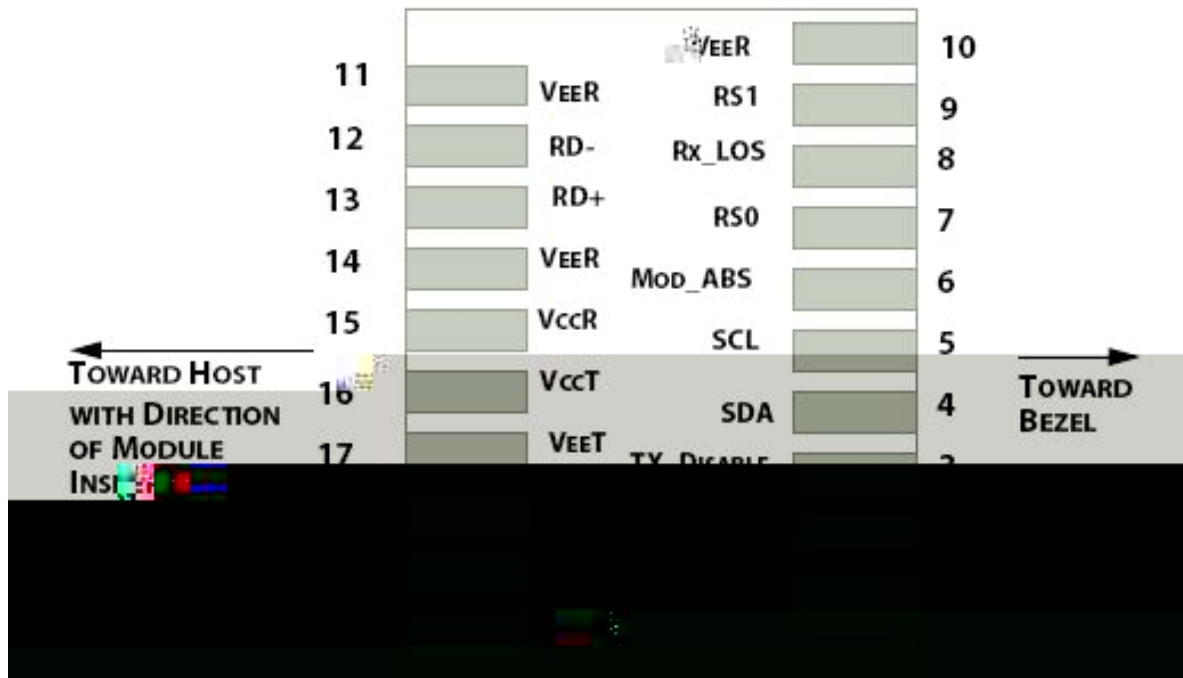 VEER 10
11 VEER
RS1 9
12 RD-
Rx_LOS 8
13 RD+
RS0 7
14 VEER
MOD_ABS 6
15 VCCR
SCL 5
TOWARD HOST
WITH DIRECTION
OF MODULE
16 VCCT
TOWARD
BEZEL
SDA 4
17 VEET
TX_DISABLE